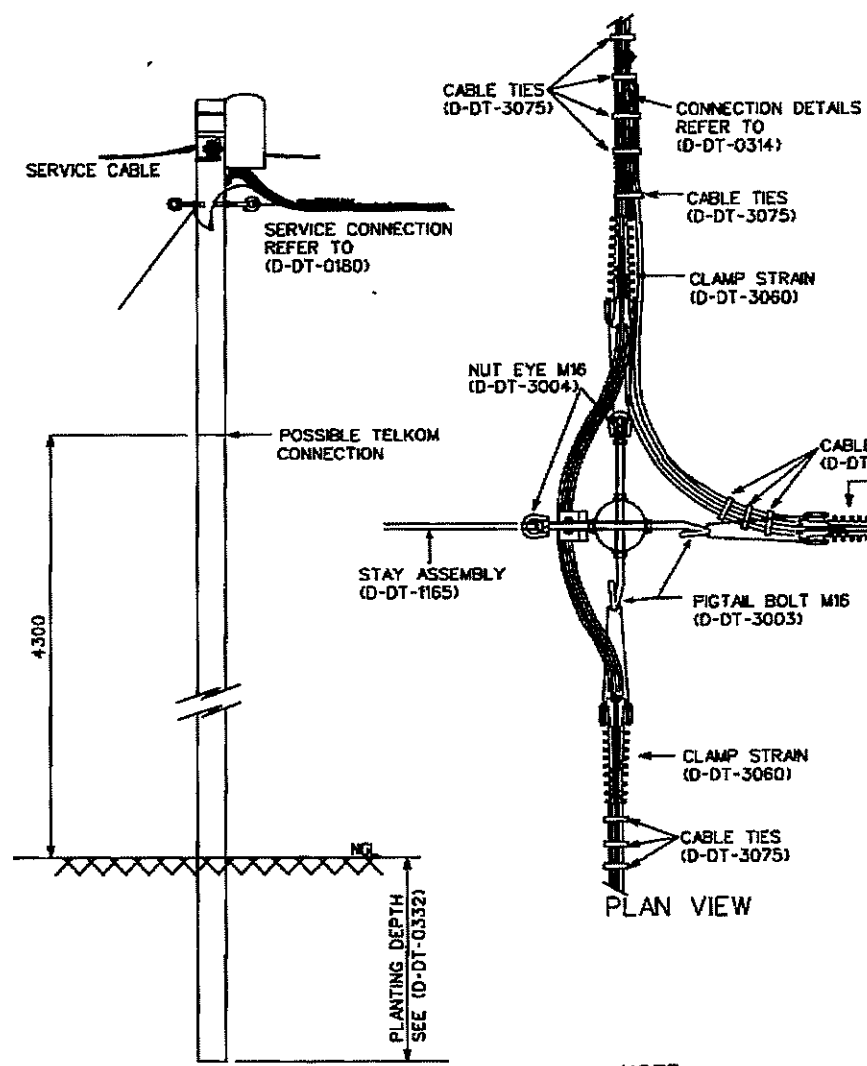 SERVICE CABLE
SERVICE CONNECTION
REFER TO
(D-DT-0180)
POSSIBLE TELKOM
CONNECTION
4300
NGL
PLANTING DEPTH
SEE (D-DT-0332)
CABLE TIES
(D-DT-3075)
CONNECTION DETAILS
REFER TO
(D-DT-0314)
CABLE TIES
(D-DT-3075)
CLAMP STRAIN
(D-DT-3060)
NUT EYE M16
(D-DT-3004)
CABLE
(D-DT
STAY ASSEMBLY
(D-DT-1165)
PIGTAIL BOLT M16
(D-DT-3003)
CLAMP STRAIN
(D-DT-3060)
CABLE TIES
(D-DT-3075)
PLAN VIEW